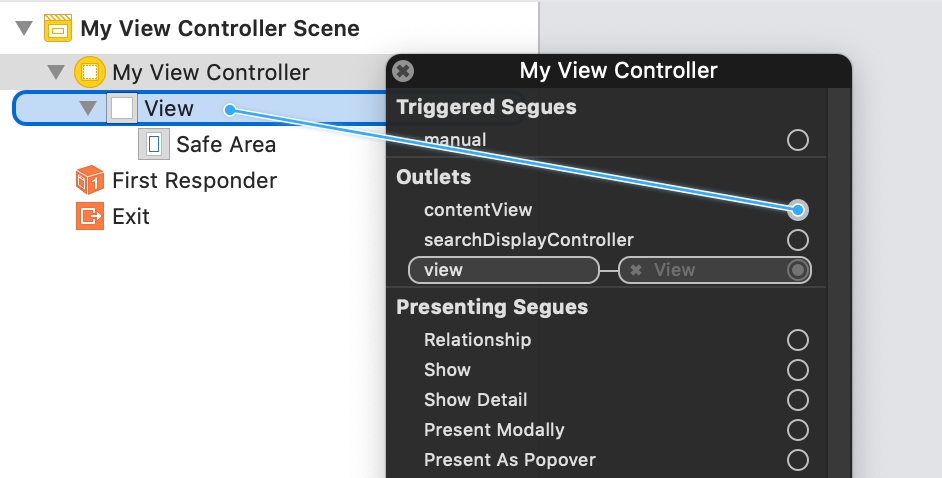 My View Controller Scene
My View Controller
View
Safe Area
First Responder
Exit
My View Controller
Triggered Segues
manual
Outlets
contentView
searchDisplayController
view
View
Presenting Segues
Relationship
Show
Show Detail
Present Modally
Present As Popover